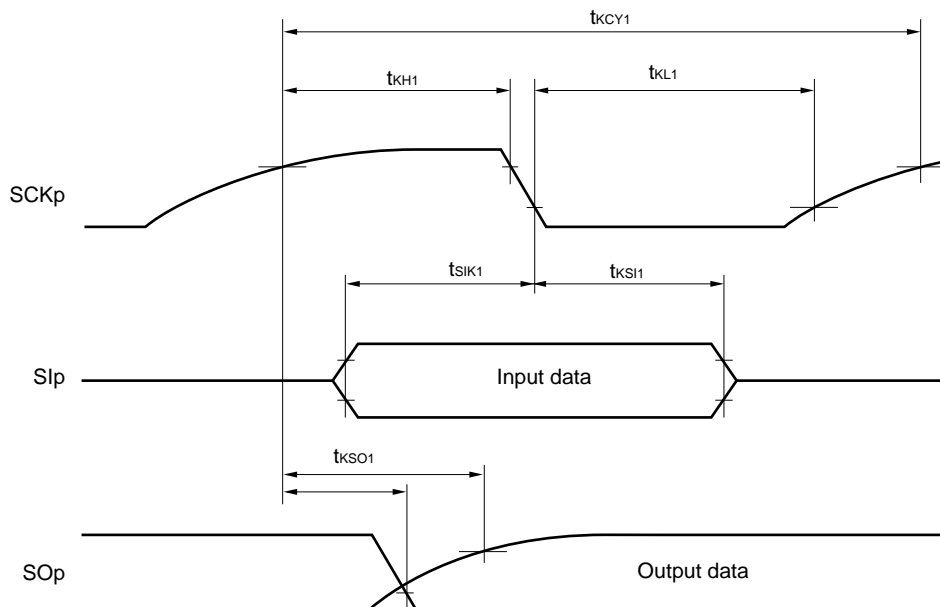 tKCY1
tKH1
tKL1
SCKp
tSIK1
tKSI1
SIp
Input data
tKSO1
SOp
Output data